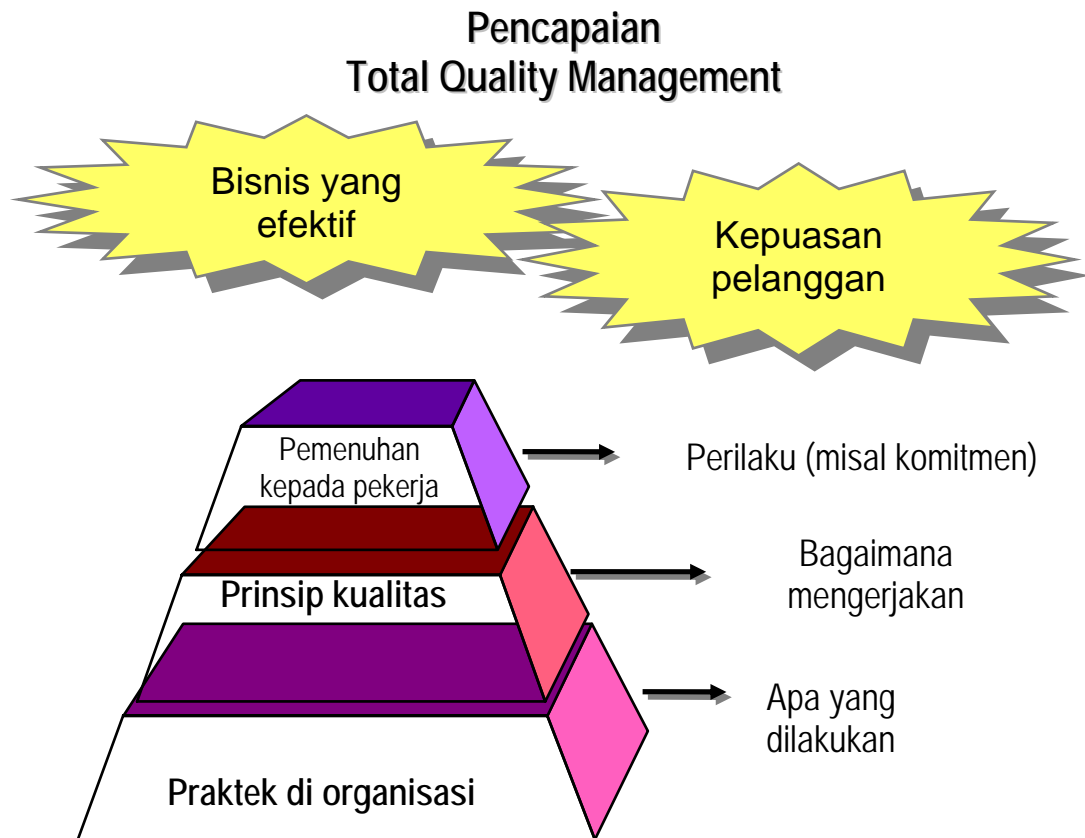 Pencapaian
Total Quality Management
Bisnis yang
efektif
Kepuasan
pelanggan
Pemenuhan
kepada pekerja
Perilaku (misal komitmen)
Prinsip kualitas
Bagaimana
mengerjakan
Praktek di organisasi
Apa yang
dilakukan